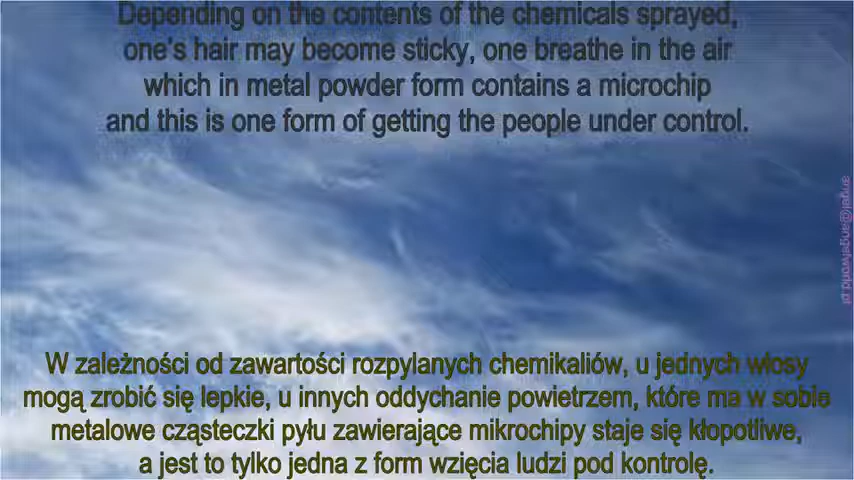 Depending on the contents of the chemicals sprayed,
one's hair may become sticky, one breathe in the air
which in metal powder form contains a microchip
and this is one form of getting the people under control.
angel@angelworld.pl
W zależności od zawartości rozpylanych chemikaliów, u jednych włosy
mogą zrobić się lepkie, u innych oddychanie powietrzem, które ma w sobie
metalowe cząsteczki pyłu zawierające mikrochipy staje się kłopotliwe,
a jest to tylko jedna z form wzięcia ludzi pod kontrolę.